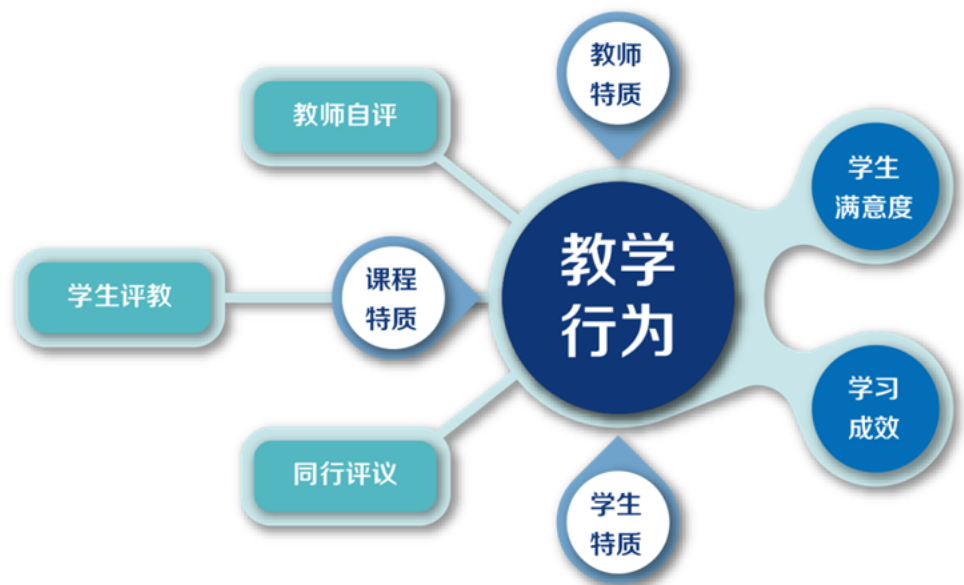 教师
特质
教师自评
学生
满意度
学生评教
课程
特质
教学
行为
学习
成效
同行评议
学生
特质